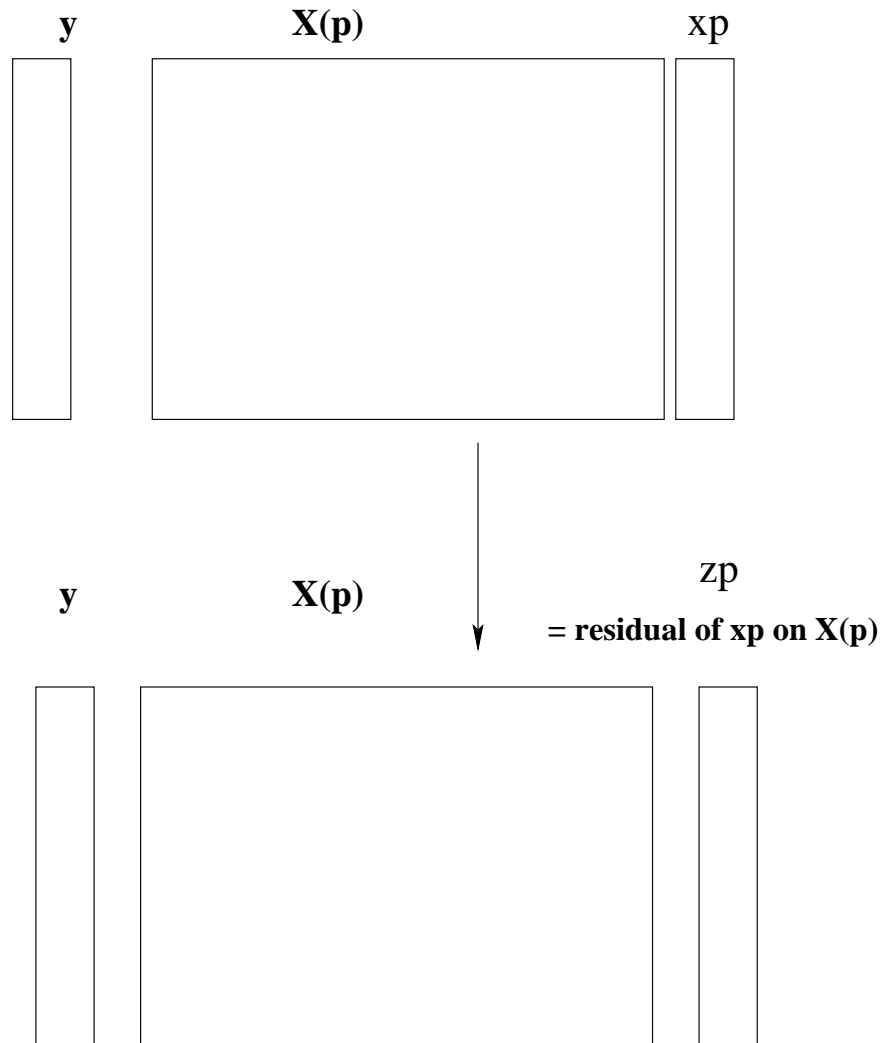 y X(p) xp
y X(p) zp
= residual of xp on X(p)